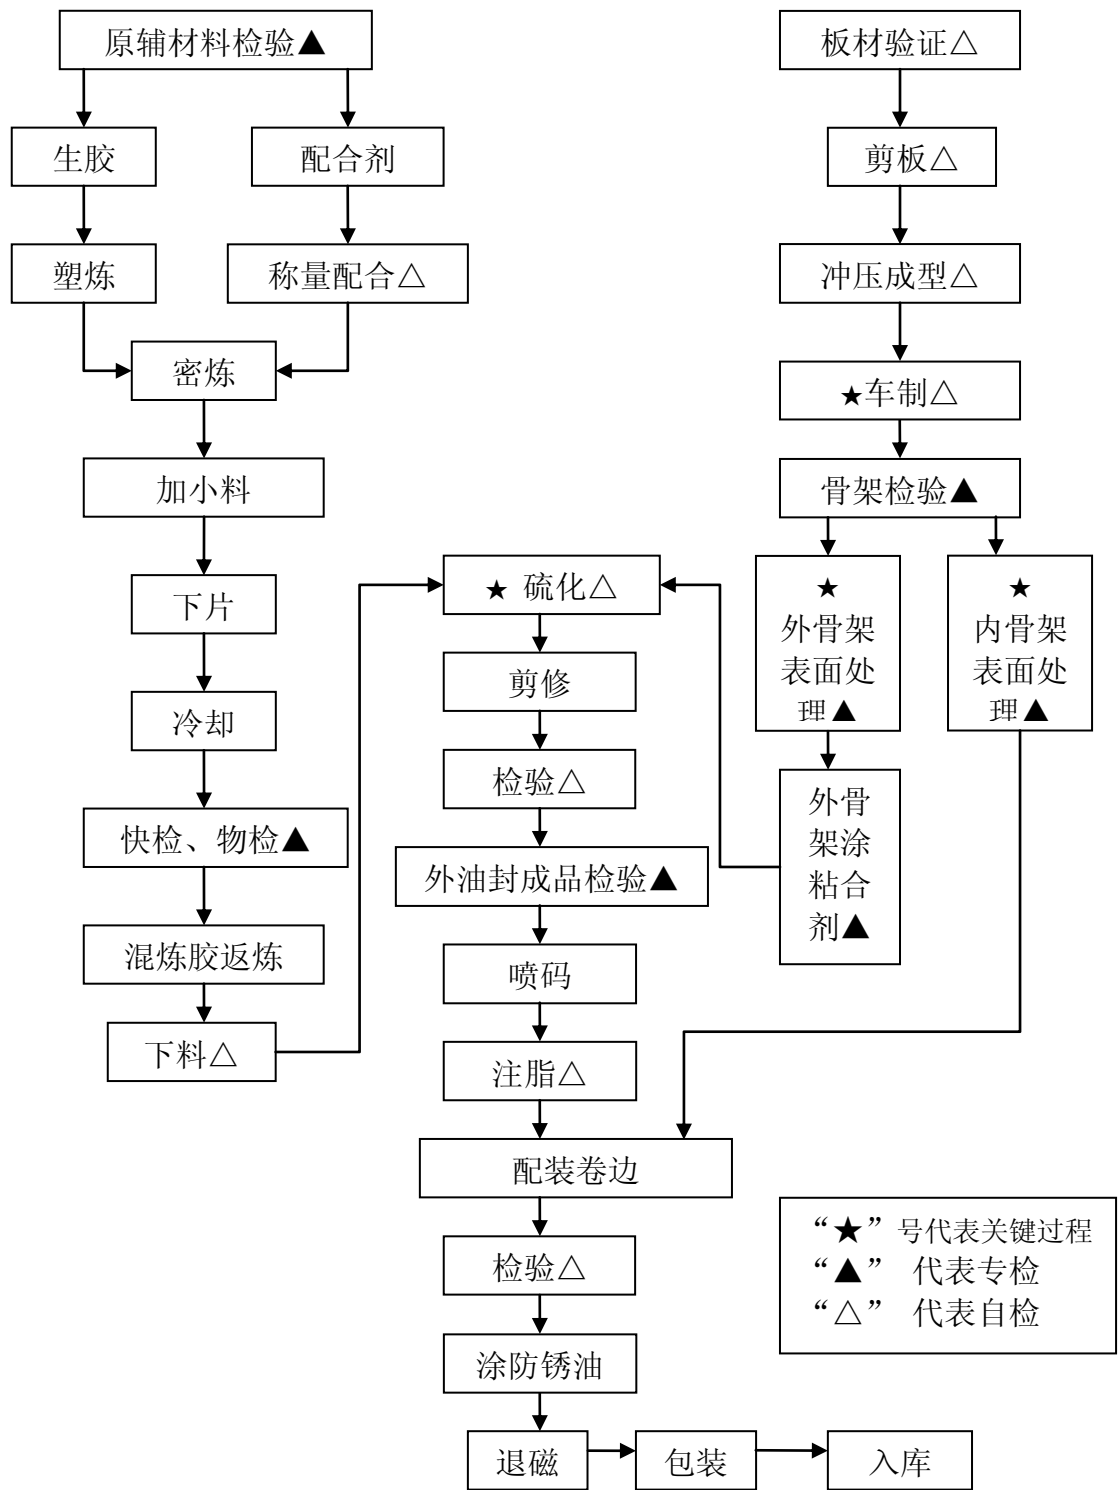 原辅材料检验▲
生胶
配合剂
塑炼
称量配合△
密炼
加小料
下片
冷却
快检、物检▲
混炼胶返炼
下料△
板材验证△
剪板△
冲压成型△
★车制△
骨架检验▲
★
外骨架
表面处
理▲
★
内骨架
表面处
理▲
外骨
架涂
粘合
剂▲
★ 硫化△
剪修
检验△
外油封成品检验▲
喷码
注脂△
配装卷边
检验△
涂防锈油
退磁
包装
入库
“★”号代表关键过程
“▲” 代表专检
“△” 代表自检